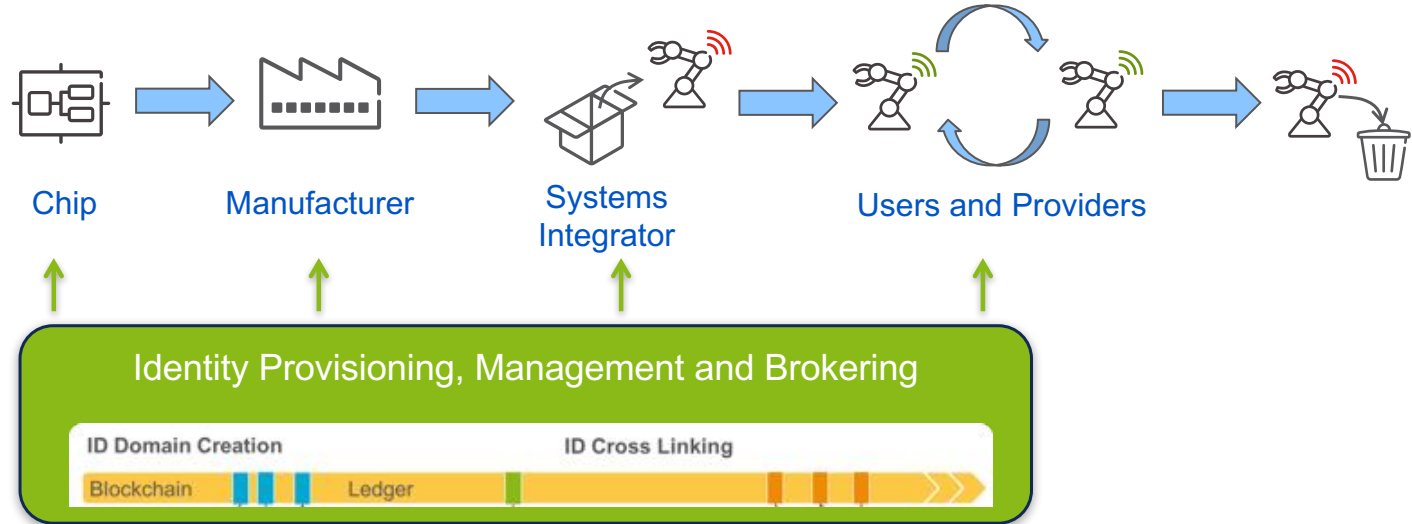 Chip
Manufacturer
Systems
Integrator
Users and Providers
Identity Provisioning, Management and Brokering
ID Domain Creation
ID Cross Linking
Blockchain
Ledger